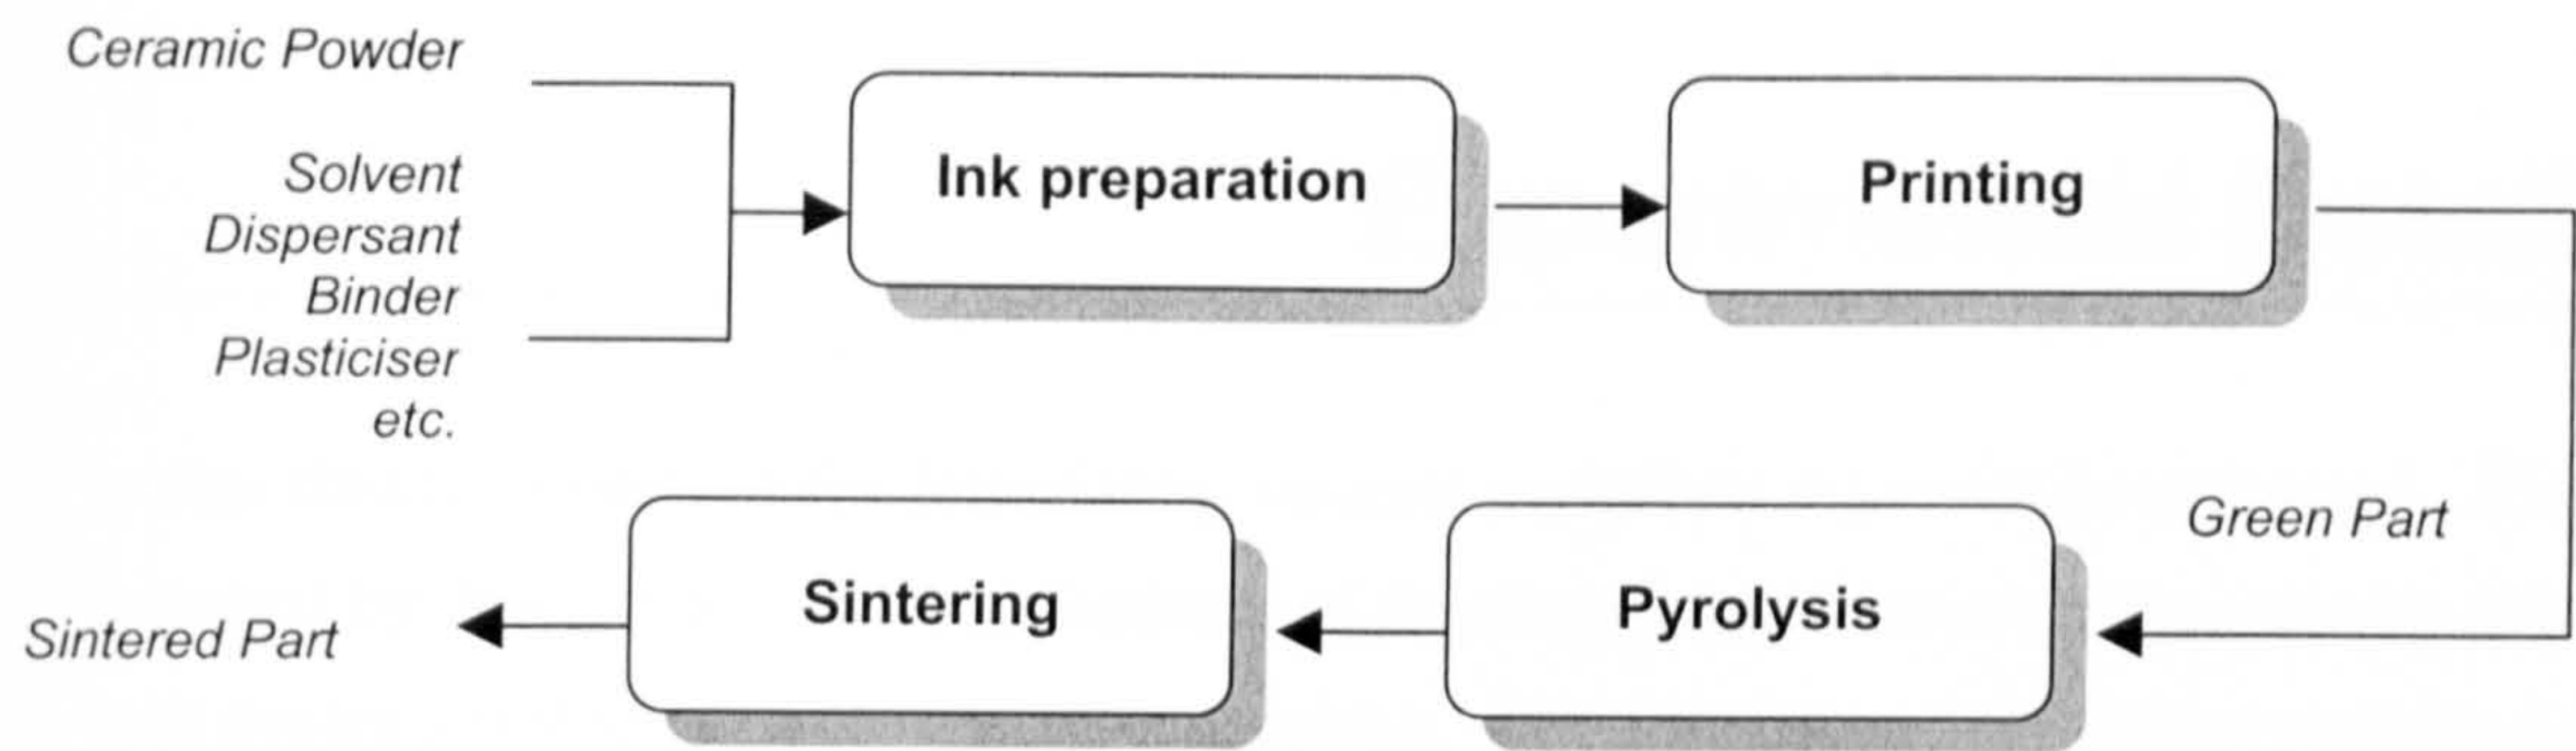 Ceramic Powder
Solvent
Dispersant
Binder
Plasticiser
etc.
Ink preparation
Printing
Green Part
Pyrolysis
Sintering
Sintered Part